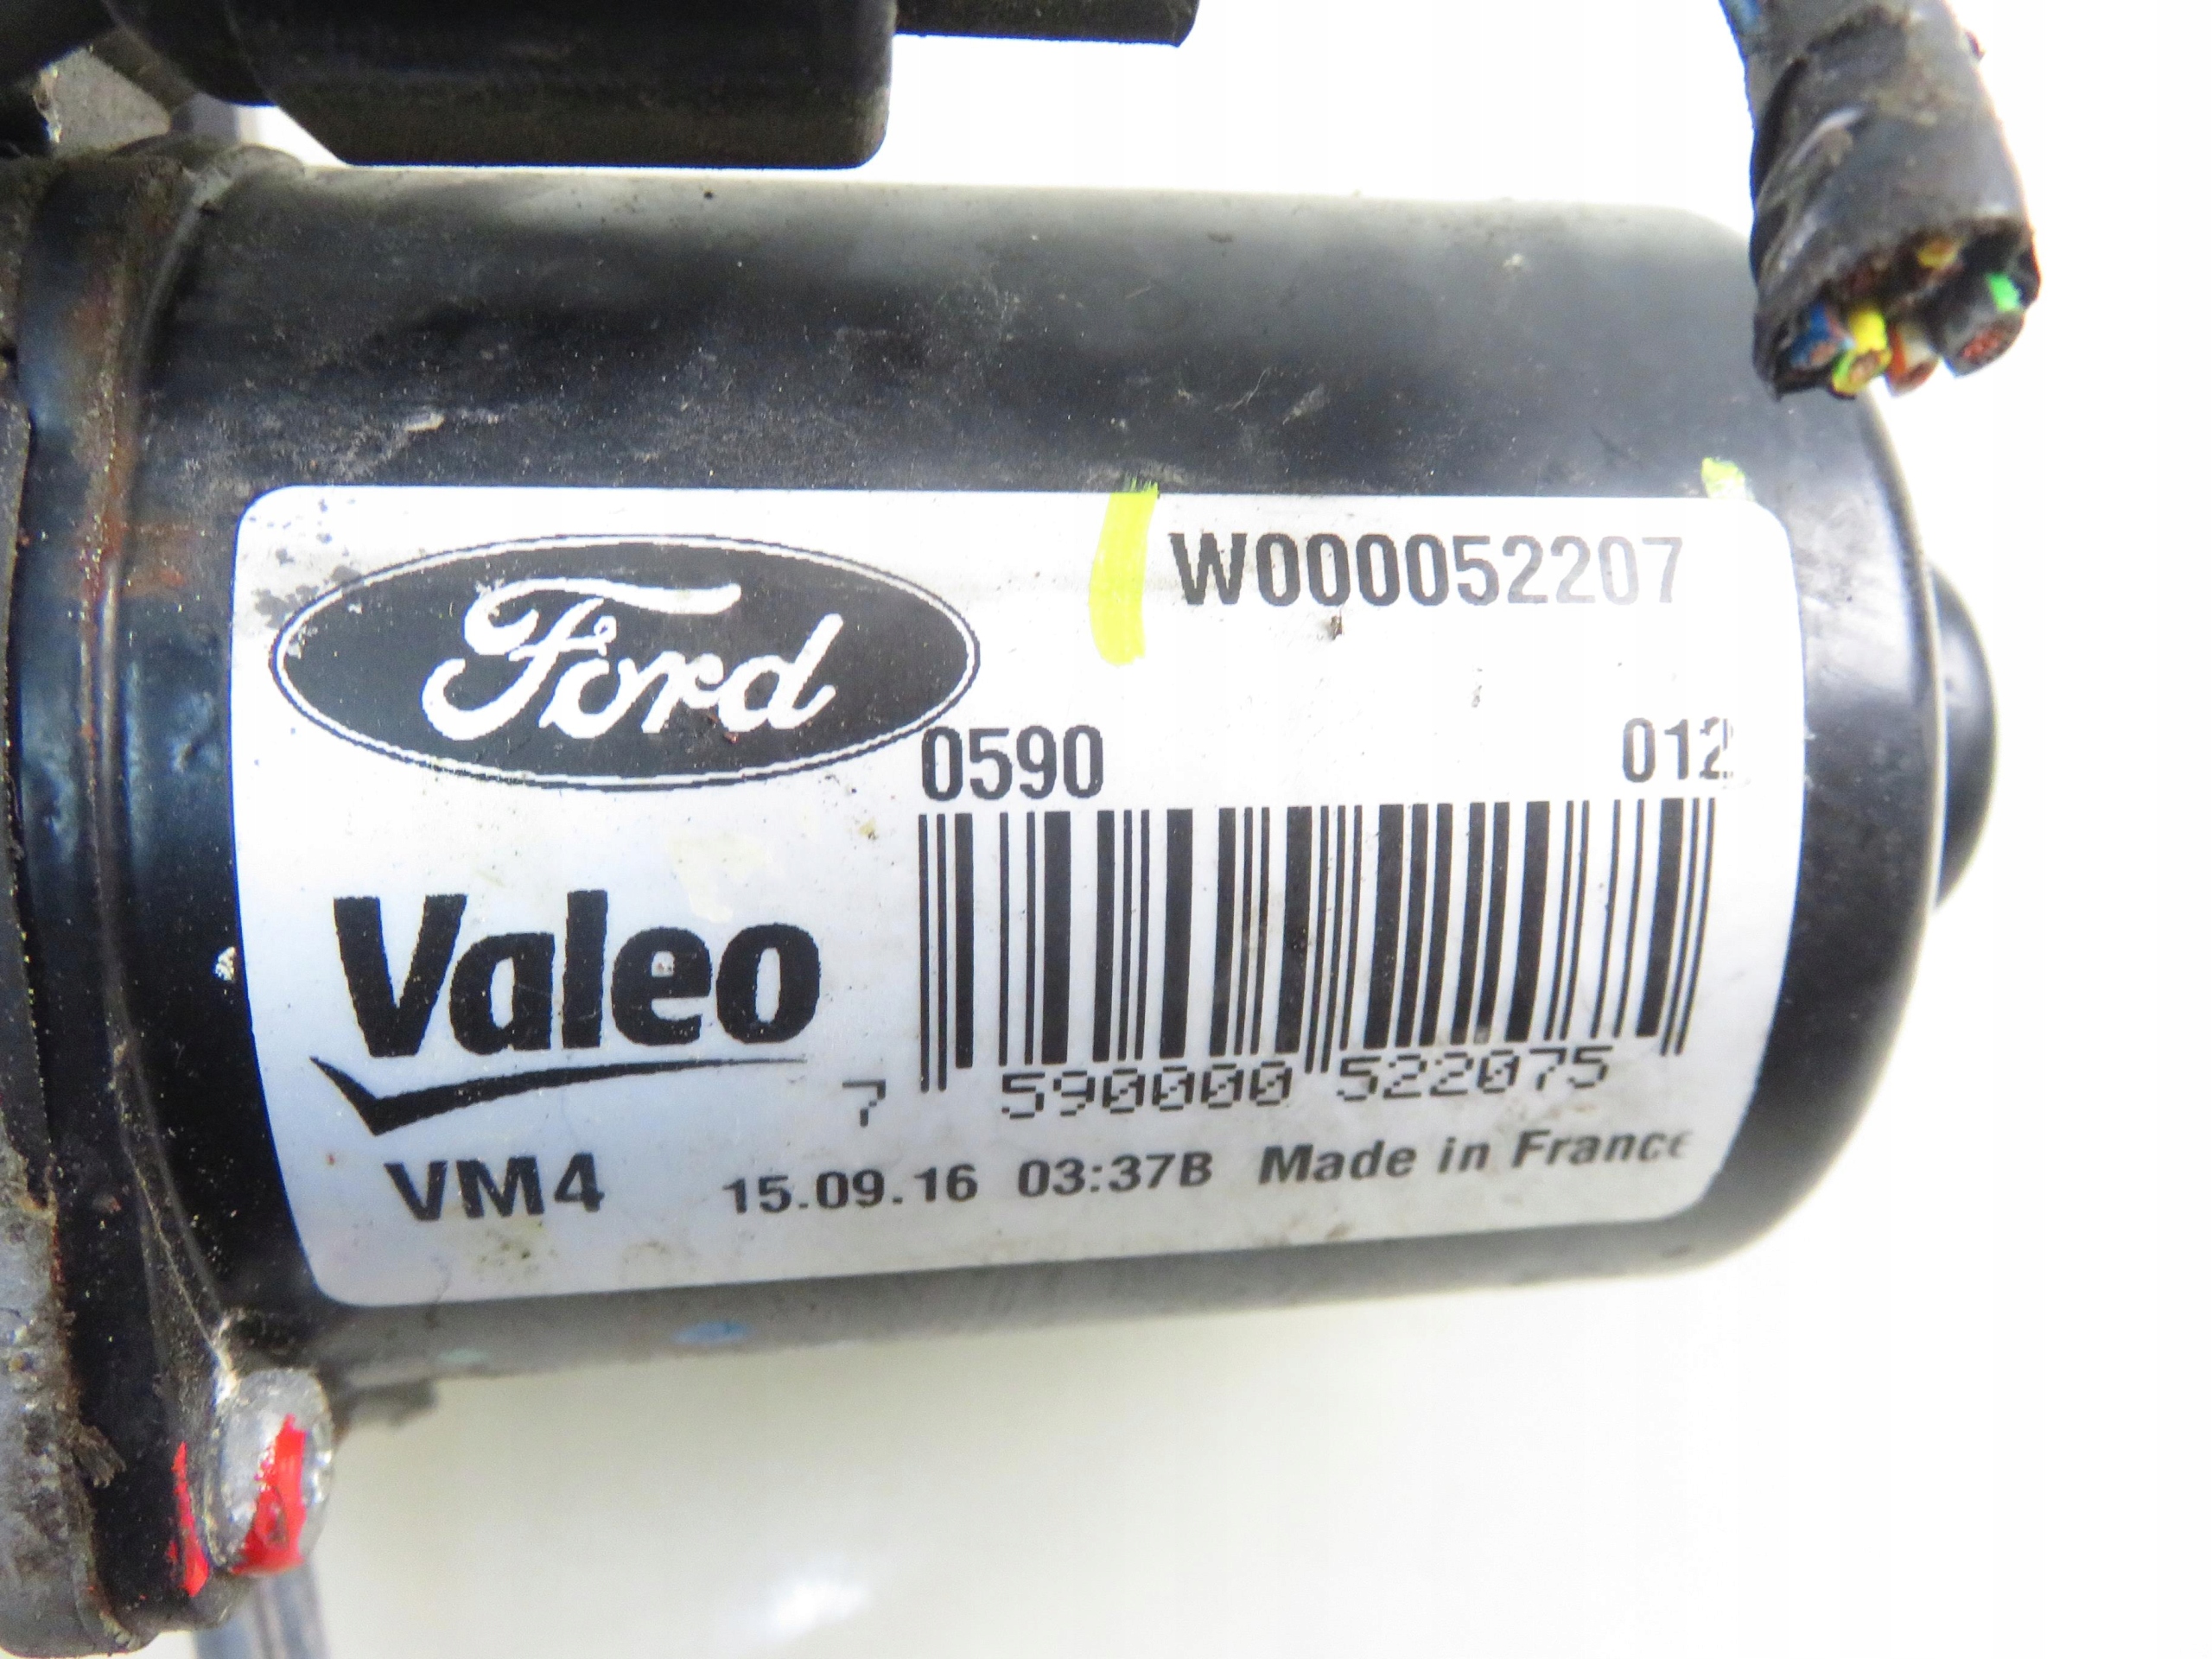 Ford
W000052207
0590
012
Valeo
7 590000 522075
VM4
15.09.16 03:37B Made in France